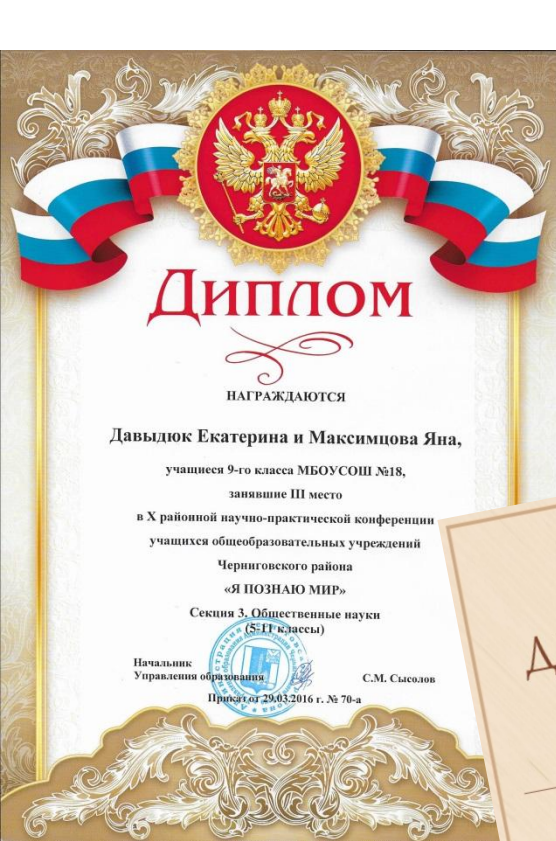 Диплом
НАГРАЖДАЮТСЯ
Давыдюк Екатерина и Максимцова Яна,
учащиеся 9-го класса МБОУСОШ №18,
занявшие III место
в X районной научно-практической конференции
учащихся общеобразовательных учреждений
Черниговского района
«Я ПОЗНАЮ МИР»
Секция 3. Общественные науки
(5-11 классы)
Начальник
Управления образования С.М. Сысолов
Приказ от 29.03.2016 г. № 70-а